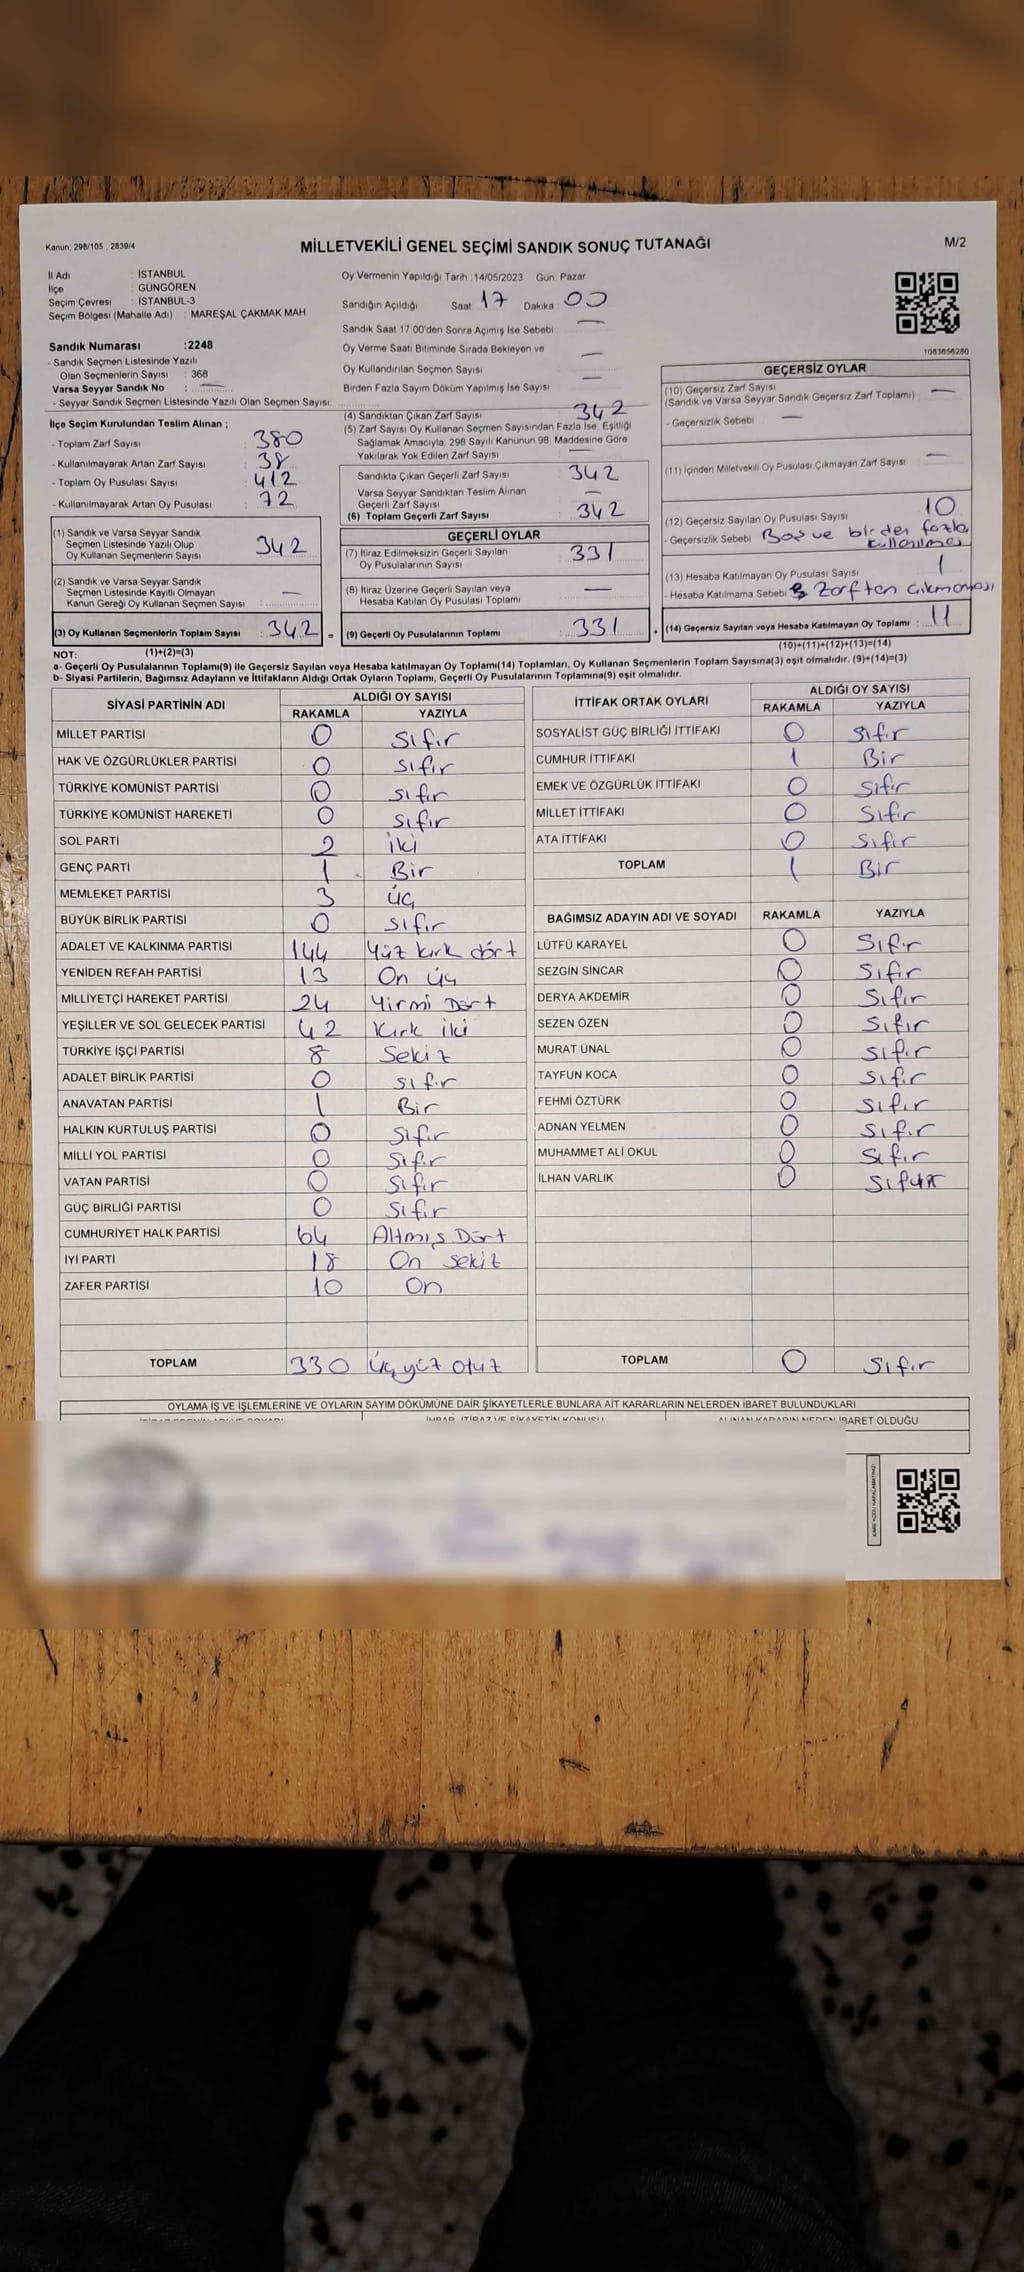 Kanun; 298/105 , 2839/4
MİLLETVEKİLİ GENEL SEÇİMİ SANDIK SONUÇ TUTANAĞI
M/2
İl Adı : İSTANBUL
İlçe : GÜNGÖREN
Seçim Çevresi : İSTANBUL-3
Seçim Bölgesi (Mahalle Adı) : MAREŞAL ÇAKMAK MAH.
Sandık Numarası :2248
- Sandık Seçmen Listesinde Yazılı
Olan Seçmenlerin Sayısı : 368
Varsa Seyyar Sandık No : —
- Seyyar Sandık Seçmen Listesinde Yazılı Olan Seçmen Sayısı:
Oy Vermenin Yapıldığı Tarih :14/05/2023 Gün: Pazar
Sandığın Açıldığı Saat: 17 Dakika: 00
Sandık Saat 17:00'den Sonra Açımış İse Sebebi : —
Oy Verme Saati Bitiminde Sırada Bekleyen ve
Oy Kullandırılan Seçmen Sayısı : —
Birden Fazla Sayım Döküm Yapılmış İse Sayısı : —
1083656280
İlçe Seçim Kurulundan Teslim Alınan ;
- Toplam Zarf Sayısı : 380
- Kullanılmayarak Artan Zarf Sayısı : 38
- Toplam Oy Pusulası Sayısı : 412
- Kullanılmayarak Artan Oy Pusulası : 72
(1) Sandık ve Varsa Seyyar Sandık
Seçmen Listesinde Yazılı Olup
Oy Kullanan Seçmenlerin Sayısı : 342
(2) Sandık ve Varsa Seyyar Sandık
Seçmen Listesinde Kayıtlı Olmayan
Kanun Gereği Oy Kullanan Seçmen Sayısı : —
(3) Oy Kullanan Seçmenlerin Toplam Sayısı : 342 =
(1)+(2)=(3)
(4) Sandıktan Çıkan Zarf Sayısı : 342
(5) Zarf Sayısı Oy Kullanan Seçmen Sayısından Fazla İse, Eşitliği
Sağlamak Amacıyla; 298 Sayılı Kanunun 98. Maddesine Göre
Yakılarak Yok Edilen Zarf Sayısı : —
Sandıkta Çıkan Geçerli Zarf Sayısı : 342
Varsa Seyyar Sandıktan Teslim Alınan
Geçerli Zarf Sayısı : —
(6) Toplam Geçerli Zarf Sayısı : 342
GEÇERLİ OYLAR
(7) İtiraz Edilmeksizin Geçerli Sayılan
Oy Pusulalarının Sayısı : 331
(8) İtiraz Üzerine Geçerli Sayılan veya
Hesaba Katılan Oy Pusulası Toplamı : —
(9) Geçerli Oy Pusulalarının Toplamı : 331
GEÇERSİZ OYLAR
(10) Geçersiz Zarf Sayısı
(Sandık ve Varsa Seyyar Sandık Geçersiz Zarf Toplamı) : —
- Geçersizlik Sebebi : —
(11) İçinden Milletvekili Oy Pusulası Çıkmayan Zarf Sayısı : —
(12) Geçersiz Sayılan Oy Pusulası Sayısı : 10
- Geçersizlik Sebebi : Boş ve birden fazla
kullanılması
(13) Hesaba Katılmayan Oy Pusulası Sayısı : 1
- Hesaba Katılmama Sebebi : Zarftan çıkmaması
(14) Geçersiz Sayılan veya Hesaba Katılmayan Oy Toplamı : 11
(10)+(11)+(12)+(13)=(14)
NOT:
a- Geçerli Oy Pusulalarının Toplamı(9) ile Geçersiz Sayılan veya Hesaba katılmayan Oy Toplamı(14) Toplamları, Oy Kullanan Seçmenlerin Toplam Sayısına(3) eşit olmalıdır. (9)+(14)=(3)
b- Siyasi Partilerin, Bağımsız Adayların ve İttifakların Aldığı Ortak Oyların Toplamı, Geçerli Oy Pusulalarının Toplamına(9) eşit olmalıdır.
SİYASİ PARTİNİN ADI ALDIĞI OY SAYISI
RAKAMLA YAZIYLA
MİLLET PARTİSİ 0 Sıfır
HAK VE ÖZGÜRLÜKLER PARTİSİ 0 Sıfır
TÜRKİYE KOMÜNİST PARTİSİ 0 Sıfır
TÜRKİYE KOMÜNİST HAREKETİ 0 Sıfır
SOL PARTİ 2 İki
GENÇ PARTİ 1 Bir
MEMLEKET PARTİSİ 3 Üç
BÜYÜK BİRLİK PARTİSİ 0 Sıfır
ADALET VE KALKINMA PARTİSİ 144 Yüz kırk dört
YENİDEN REFAH PARTİSİ 13 On üç
MİLLİYETÇİ HAREKET PARTİSİ 24 Yirmi Dört
YEŞİLLER VE SOL GELECEK PARTİSİ 42 Kırk iki
TÜRKİYE İŞÇİ PARTİSİ 8 Sekiz
ADALET BİRLİK PARTİSİ 0 Sıfır
ANAVATAN PARTİSİ 1 Bir
HALKIN KURTULUŞ PARTİSİ 0 Sıfır
MİLLİ YOL PARTİSİ 0 Sıfır
VATAN PARTİSİ 0 Sıfır
GÜÇ BİRLİĞİ PARTİSİ 0 Sıfır
CUMHURİYET HALK PARTİSİ 64 Altmış Dört
İYİ PARTİ 18 On sekiz
ZAFER PARTİSİ 10 On
TOPLAM 330 Üçyüz otuz
İTTİFAK ORTAK OYLARI ALDIĞI OY SAYISI
RAKAMLA YAZIYLA
SOSYALİST GÜÇ BİRLİĞİ İTTİFAKI 0 Sıfır
CUMHUR İTTİFAKI 1 Bir
EMEK VE ÖZGÜRLÜK İTTİFAKI 0 Sıfır
MİLLET İTTİFAKI 0 Sıfır
ATA İTTİFAKI 0 Sıfır
TOPLAM 1 Bir
BAĞIMSIZ ADAYIN ADI VE SOYADI RAKAMLA YAZIYLA
LÜTFÜ KARAYEL 0 Sıfır
SEZGİN SİNCAR 0 Sıfır
DERYA AKDEMİR 0 Sıfır
SEZEN ÖZEN 0 Sıfır
MURAT ÜNAL 0 Sıfır
TAYFUN KOCA 0 Sıfır
FEHMİ ÖZTÜRK 0 Sıfır
ADNAN YELMEN 0 Sıfır
MUHAMMET ALİ OKUL 0 Sıfır
İLHAN VARLIK 0 Sıfır
TOPLAM 0 Sıfır
OYLAMA İŞ VE İŞLEMLERİNE VE OYLARIN SAYIM DÖKÜMÜNE DAİR ŞİKAYETLERLE BUNLARA AİT KARARLARIN NELERDEN İBARET BULUNDUKLARI
İHBAR, İTİRAZ VE ŞİKAYETİN KONUSU ALINAN KARARIN NEDEN İBARET OLDUĞU